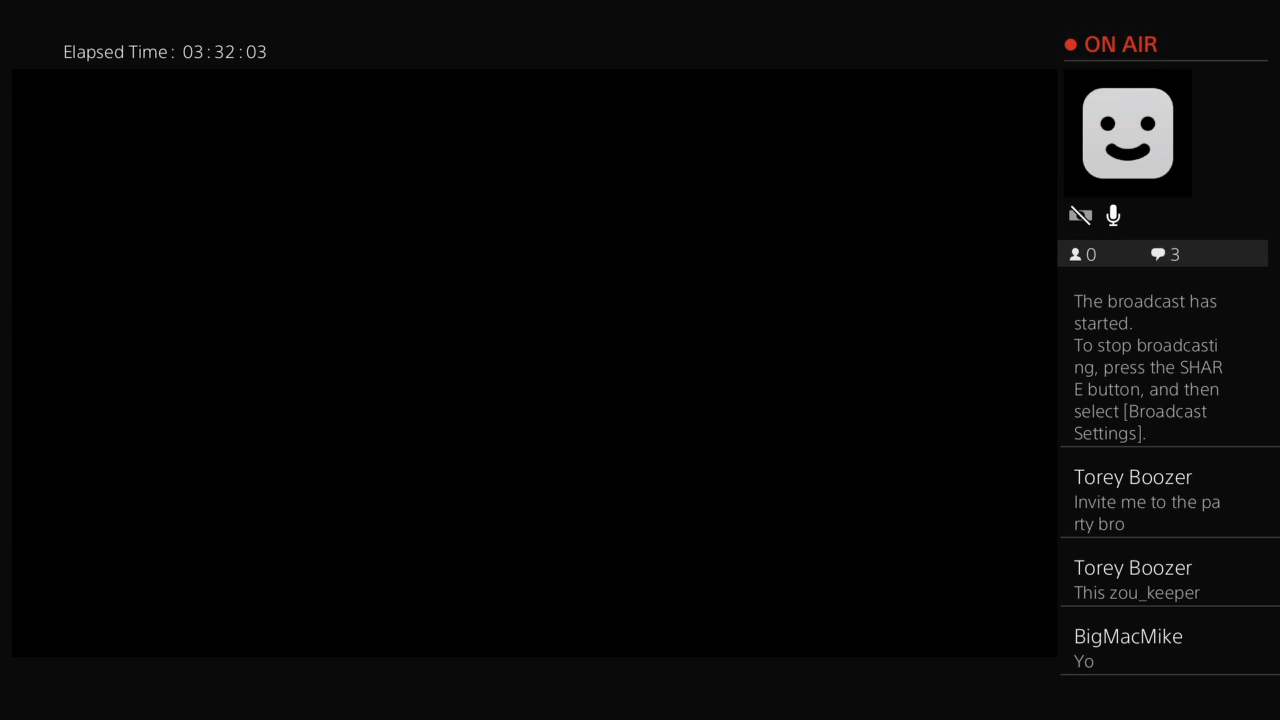 Elapsed Time: 03:32:03
ON AIR
0 3
The broadcast has
started.
To stop broadcasti
ng, press the SHAR
E button, and then
select [Broadcast
Settings].
Torey Boozer
Invite me to the pa
rty bro
Torey Boozer
This zou_keeper
BigMacMike
Yo